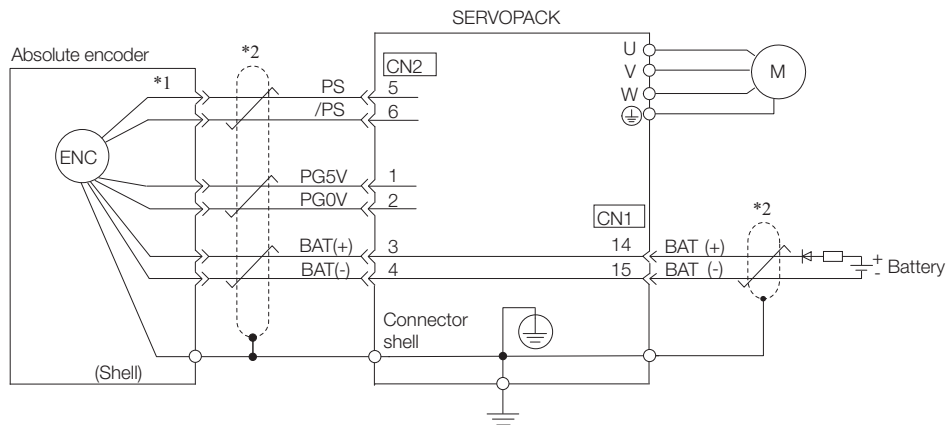 SERVOPACK
Absolute encoder
*2
*1
CN2
U
V
W
M
PS 5
/PS 6
ENC
PG5V 1
PG0V 2
CN1
*2
BAT(+) 3
14 BAT (+)
BAT(-) 4
15 BAT (-)
+
- Battery
Connector
shell
(Shell)